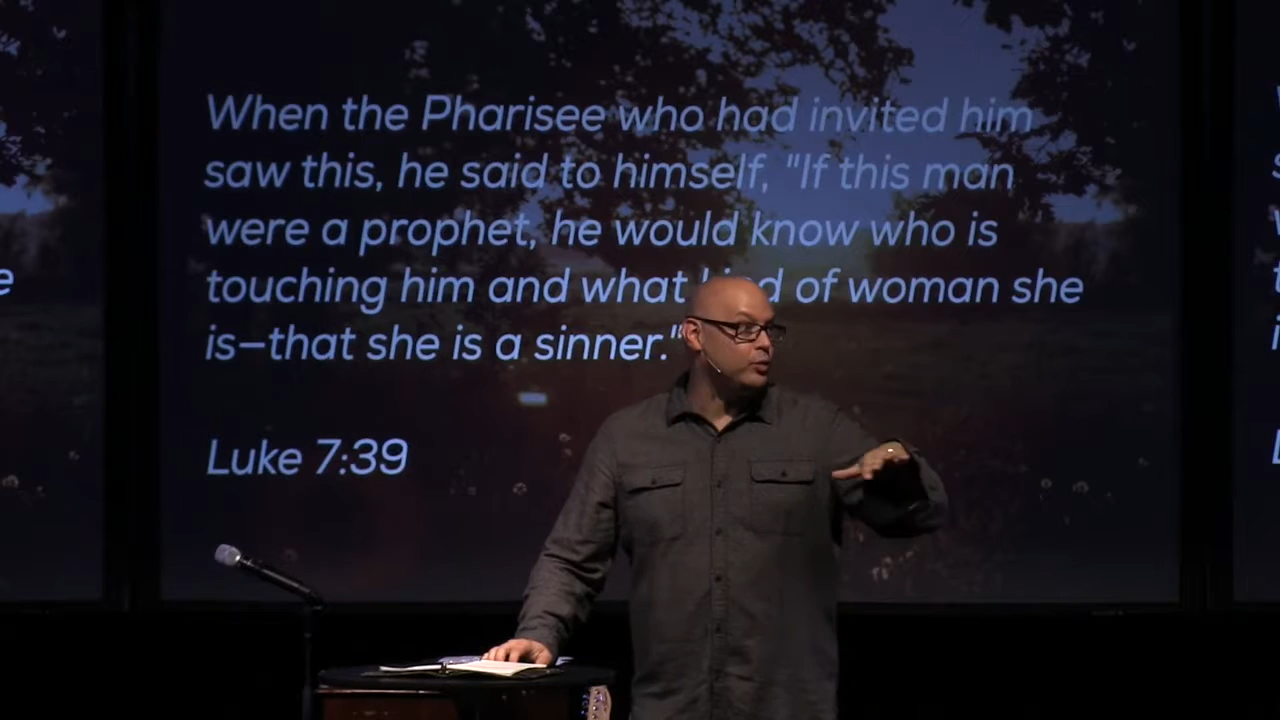 When the Pharisee who had invited him
saw this, he said to himself, "If this man
were a prophet, he would know who is
touching him and what kind of woman she
is—that she is a sinner."
Luke 7:39